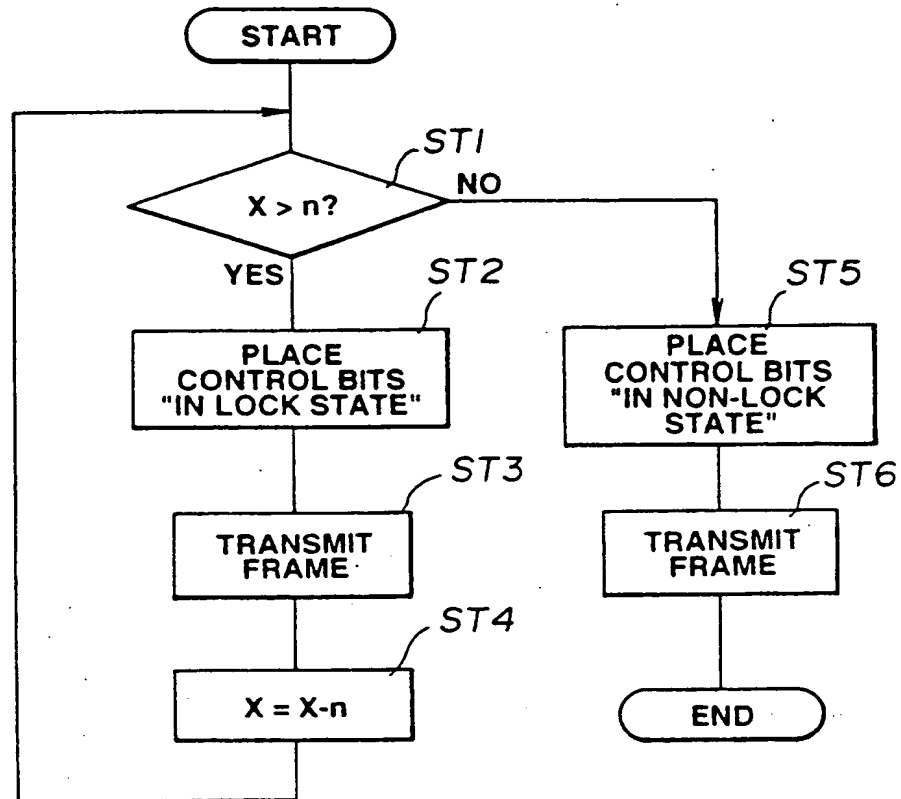 START
ST1
X > n?
NO
YES
ST2
PLACE
CONTROL BITS
"IN LOCK STATE"
ST3
TRANSMIT
FRAME
ST4
X = X-n
ST5
PLACE
CONTROL BITS
"IN NON-LOCK
STATE"
ST6
TRANSMIT
FRAME
END